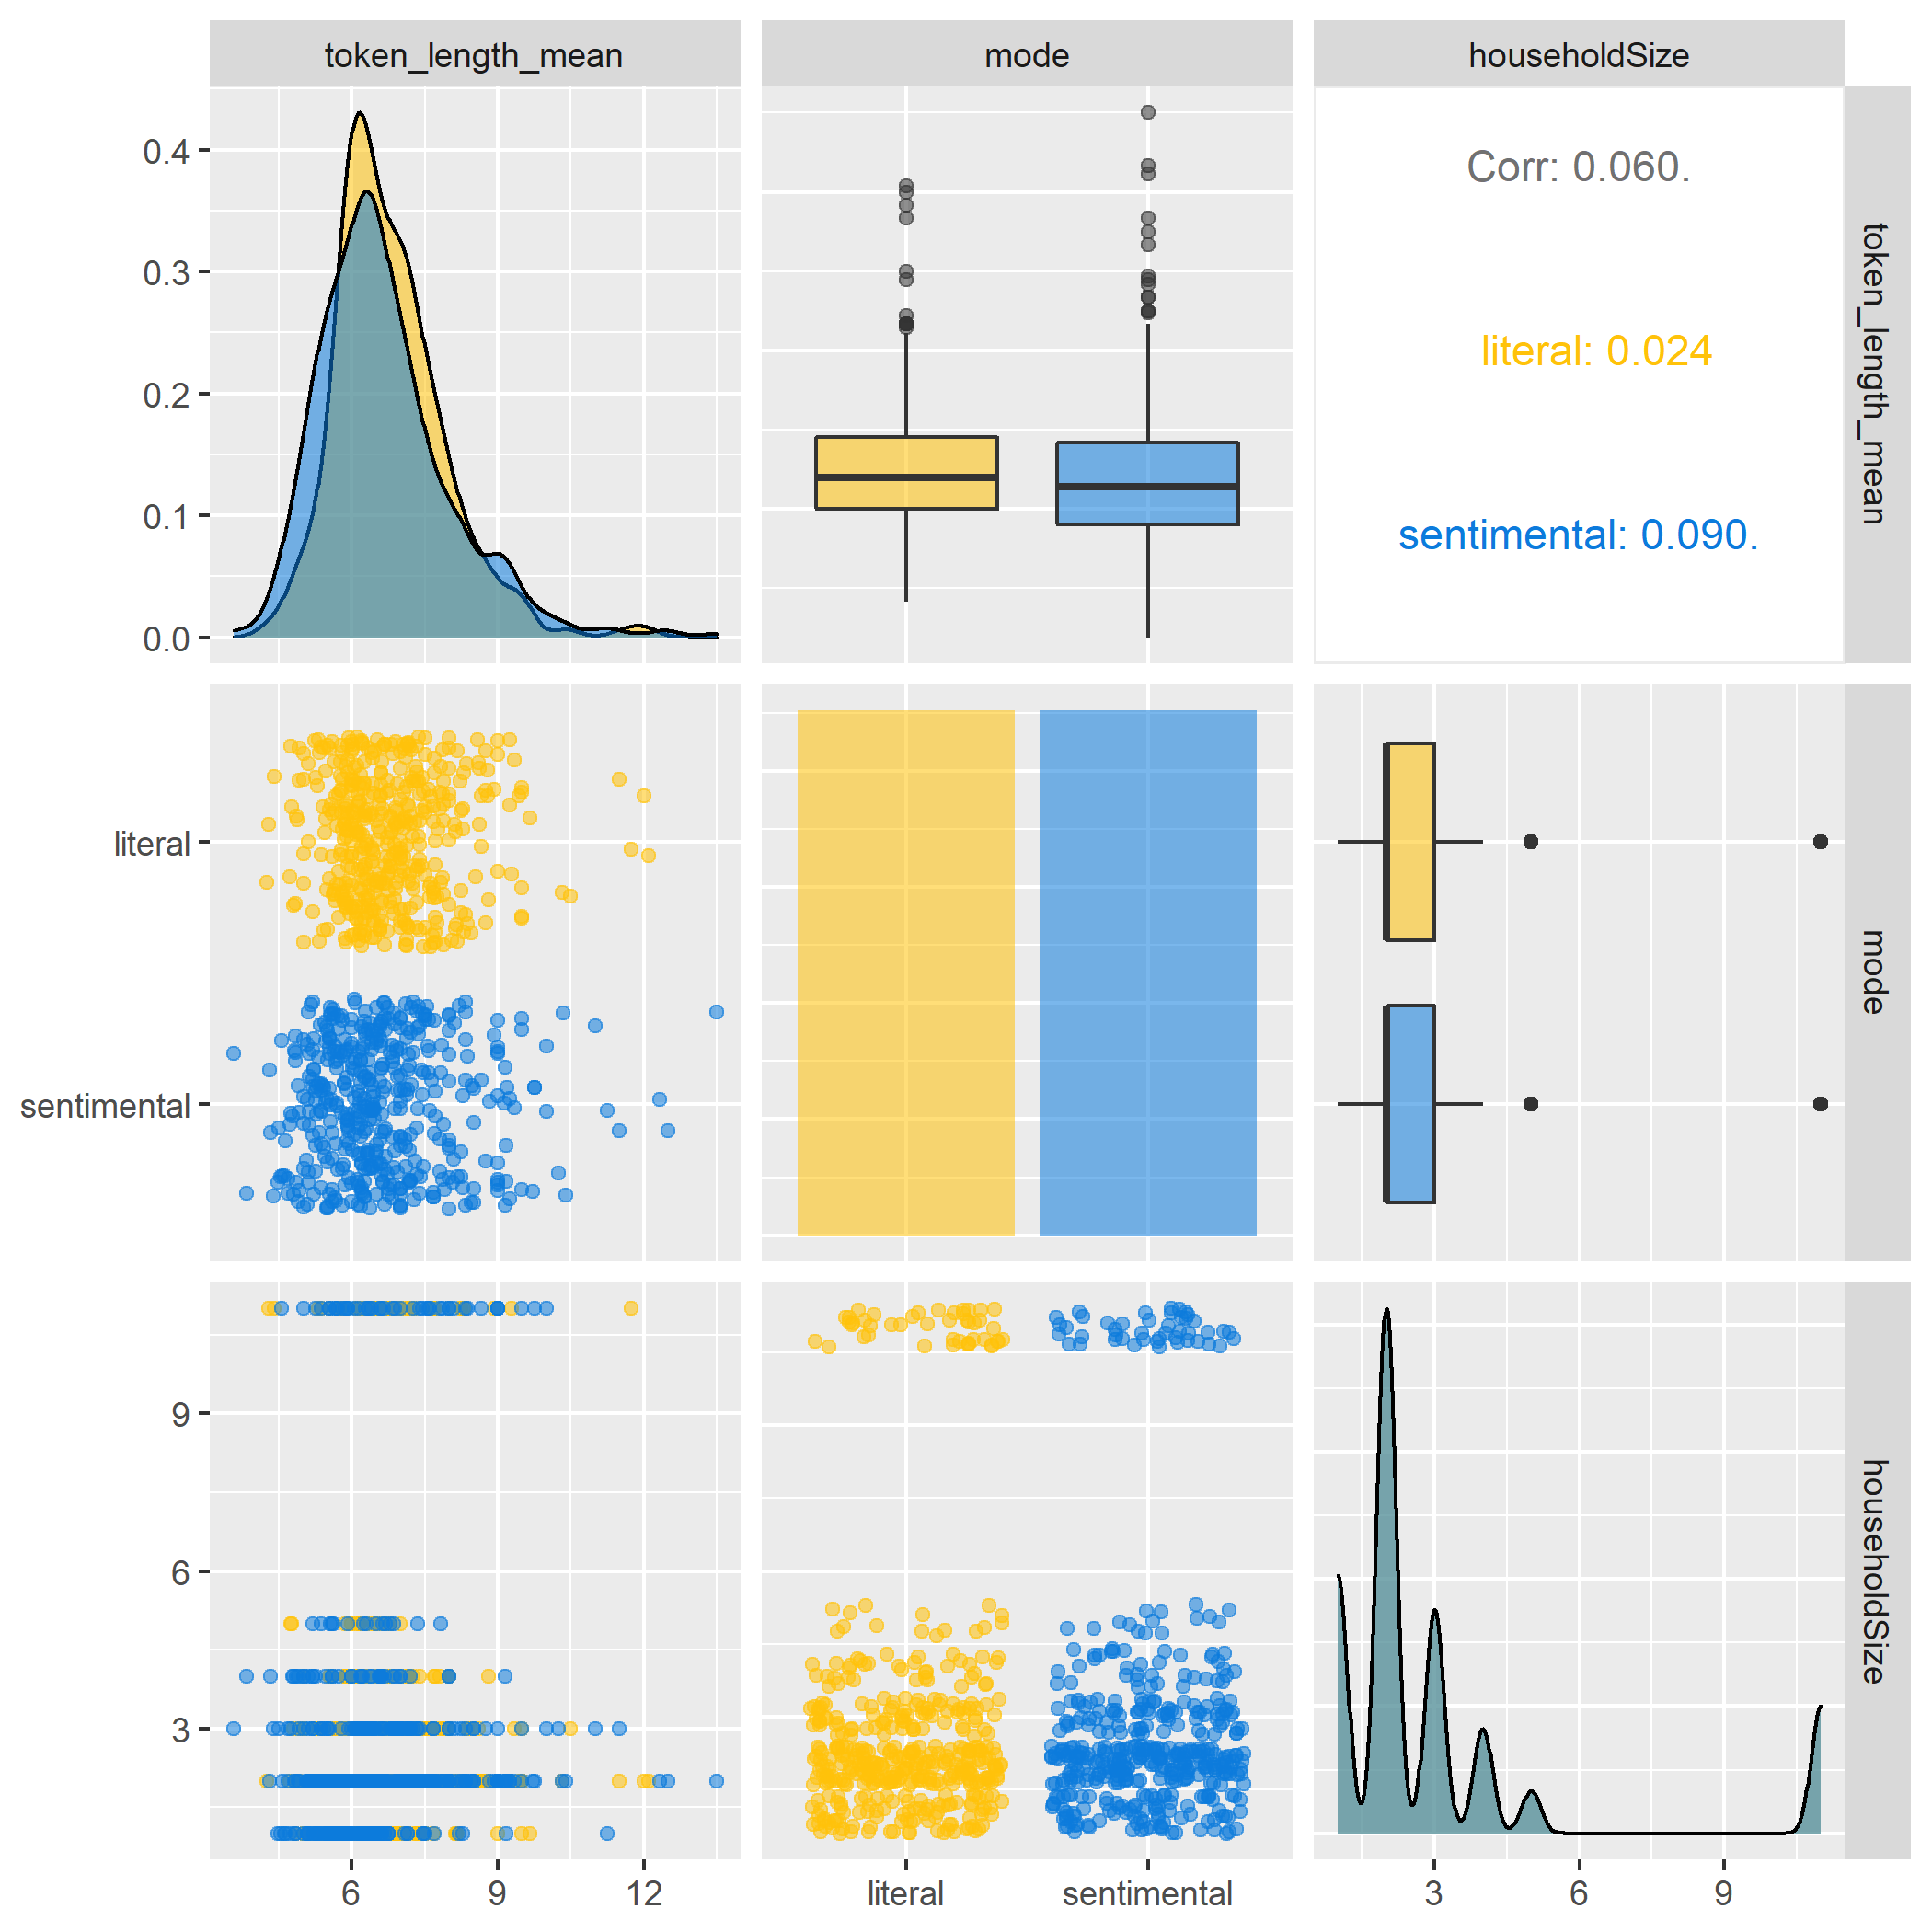 token_length_mean
mode
householdSize
0.4
0.3
0.2
0.1
0.0
Corr: 0.060.
literal: 0.024
sentimental: 0.090.
token_length_mean
literal
sentimental
mode
9
6
3
householdSize
6
9
12
literal
sentimental
3
6
9